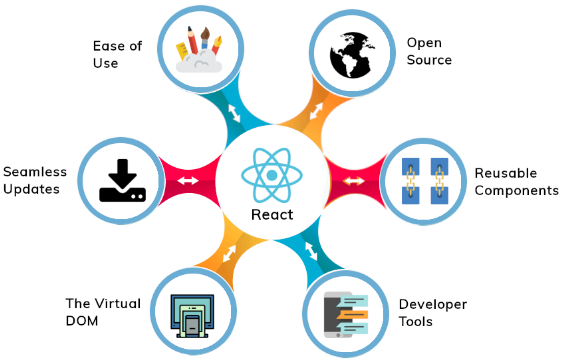 Ease of
Use
Open
Source
Seamless
Updates
React
Reusable
Components
The Virtual
DOM
Developer
Tools